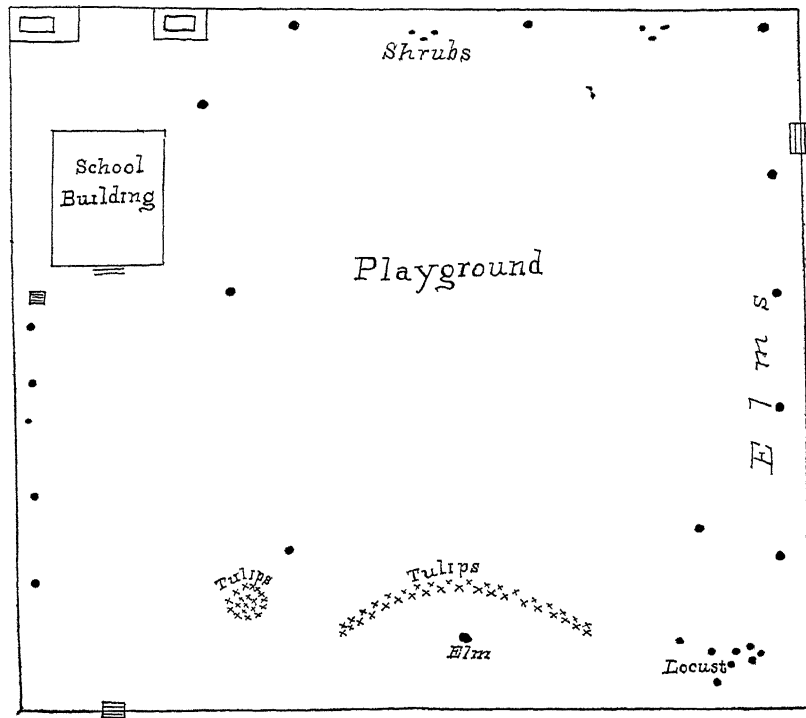 Shrubs
School
Building
Playground
Elms
Tulips
Tulips
Elm
Locust